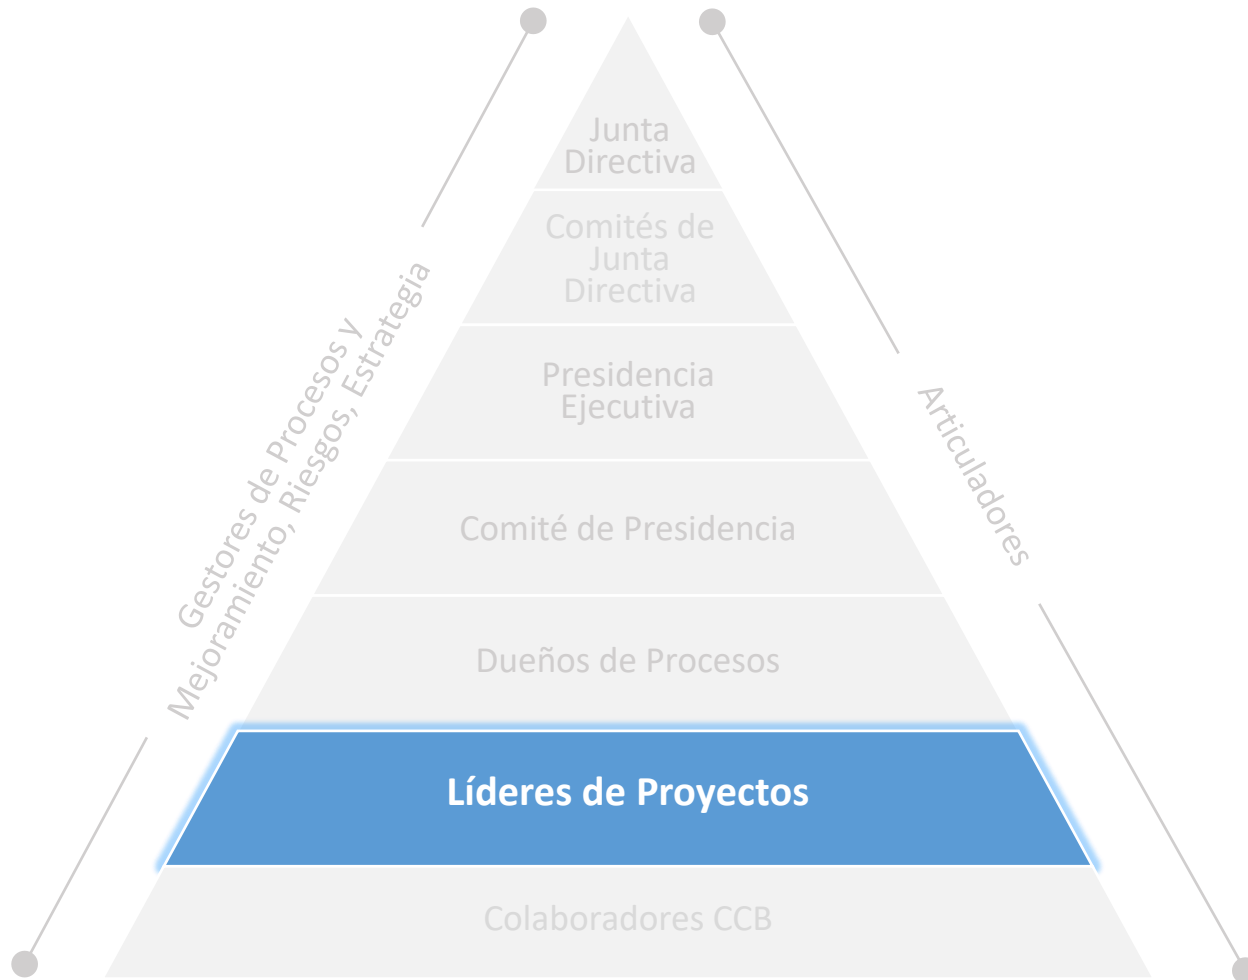 Junta
Directiva
Comités de
Junta
Directiva
Presidencia
Ejecutiva
Comité de Presidencia
Dueños de Procesos
Líderes de Proyectos
Colaboradores CCB
Gestores de Procesos y
Mejoramiento, Riesgos, Estrategia
Articuladores